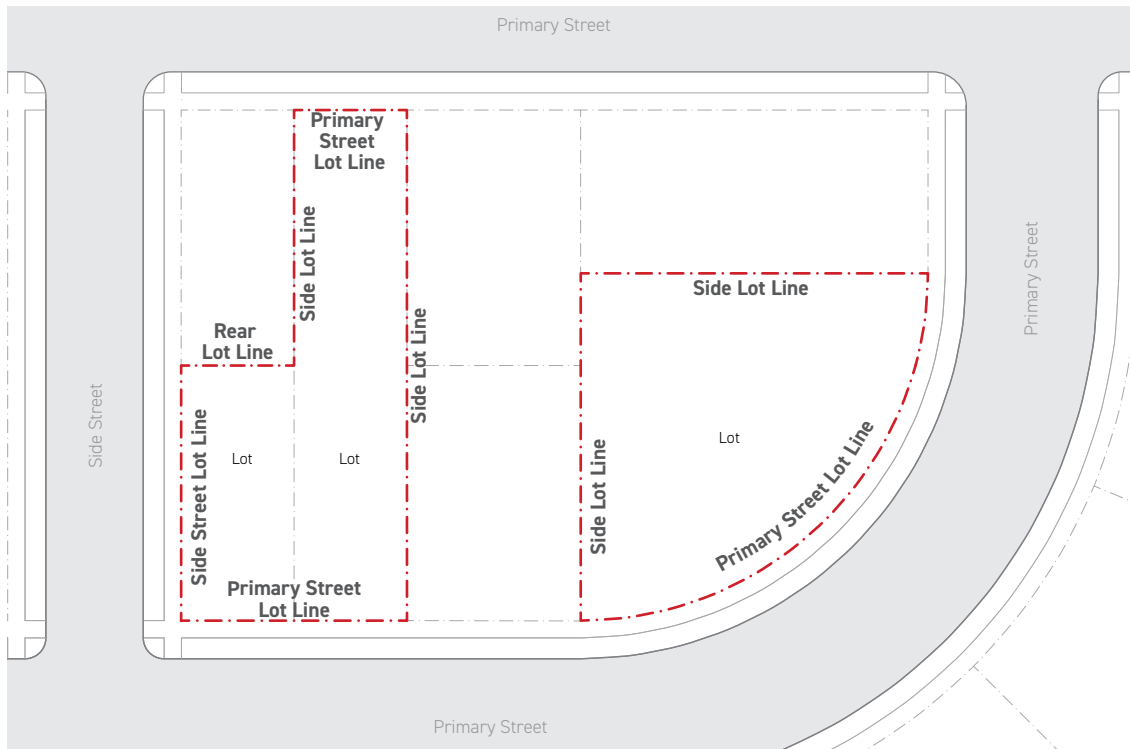 Primary Street
Primary
Street
Lot Line
Side Lot Line
Primary Street
Side Lot Line
Rear
Lot Line
Side Lot Line
Side Street
Side Street Lot Line
Lot
Lot
Lot
Side Lot Line
Primary Street Lot Line
Primary Street
Lot Line
Primary Street